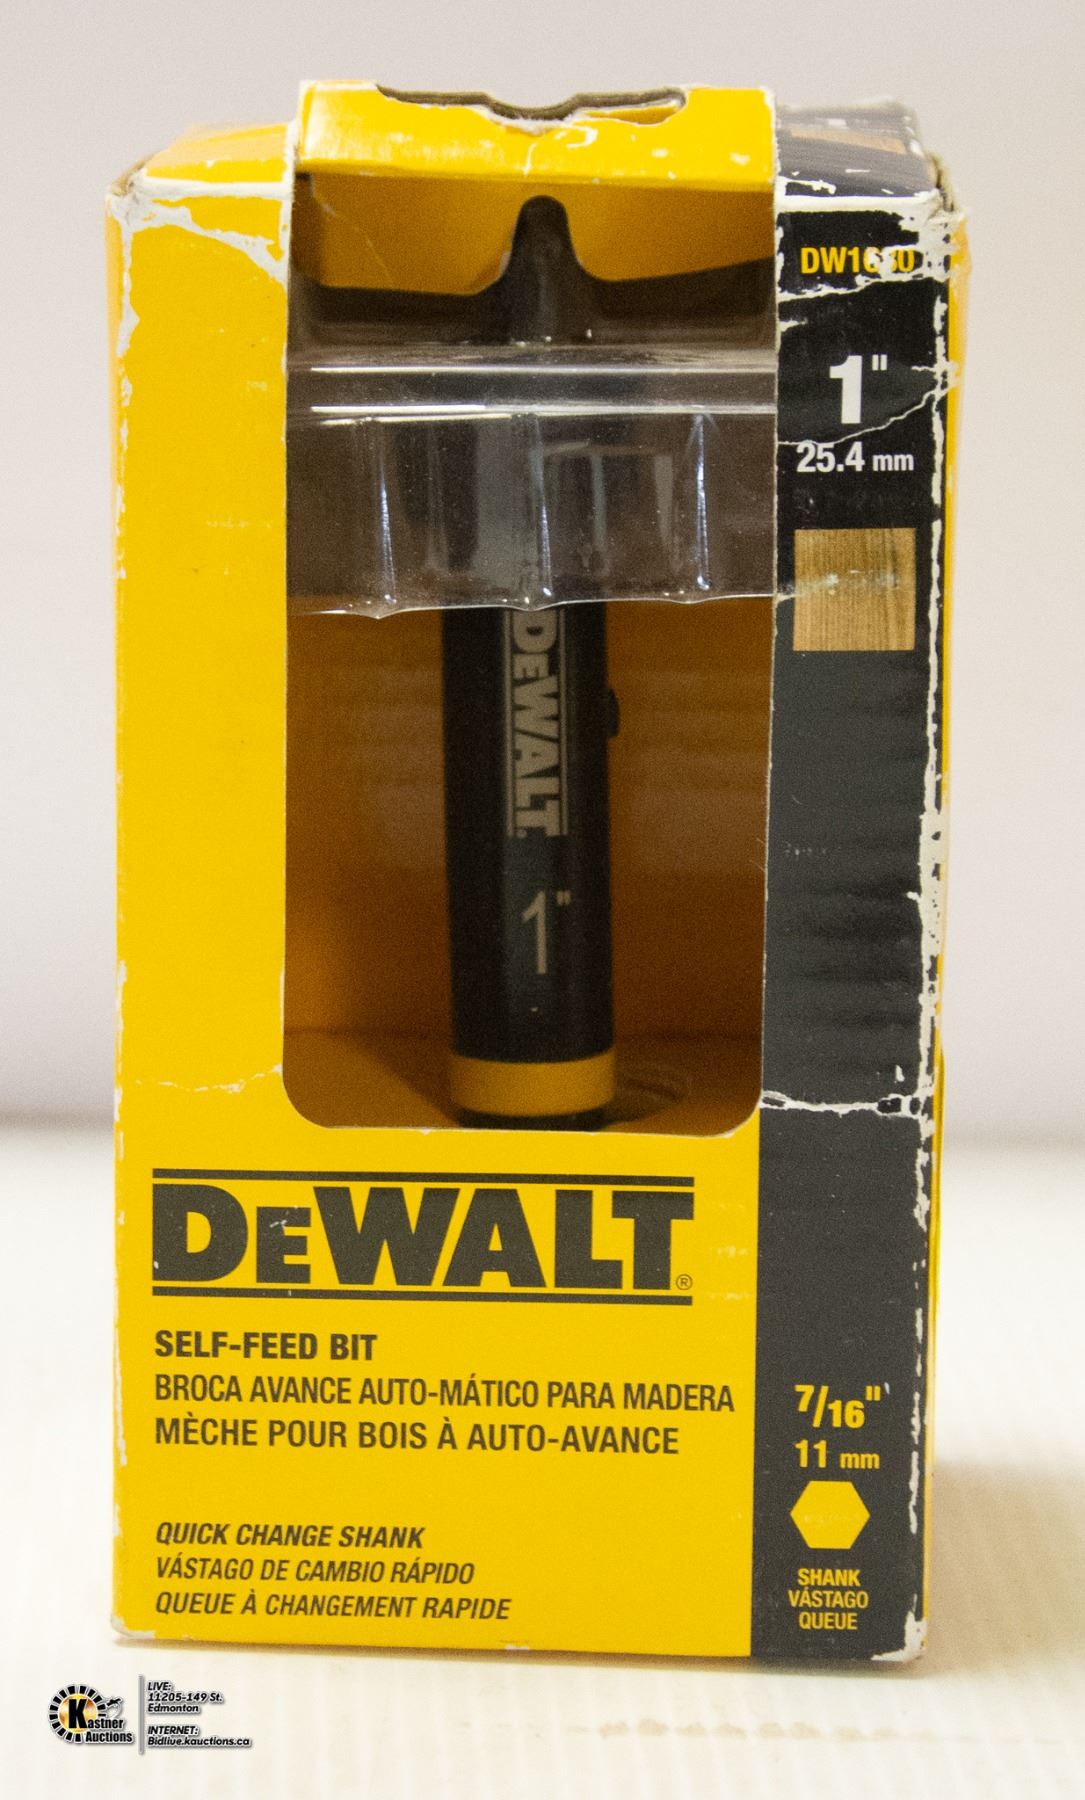 DW1630
1"
25.4 mm
DEWALT
1"
DEWALT®
SELF-FEED BIT
BROCA AVANCE AUTO-MÁTICO PARA MADERA
MÈCHE POUR BOIS À AUTO-AVANCE
QUICK CHANGE SHANK
VÁSTAGO DE CAMBIO RÁPIDO
QUEUE À CHANGEMENT RAPIDE
7/16"
11 mm
SHANK
VÁSTAGO
QUEUE
Kastner
Auctions
LIVE:
11205-149 St.
Edmonton
INTERNET:
Bidlive.kauctions.ca